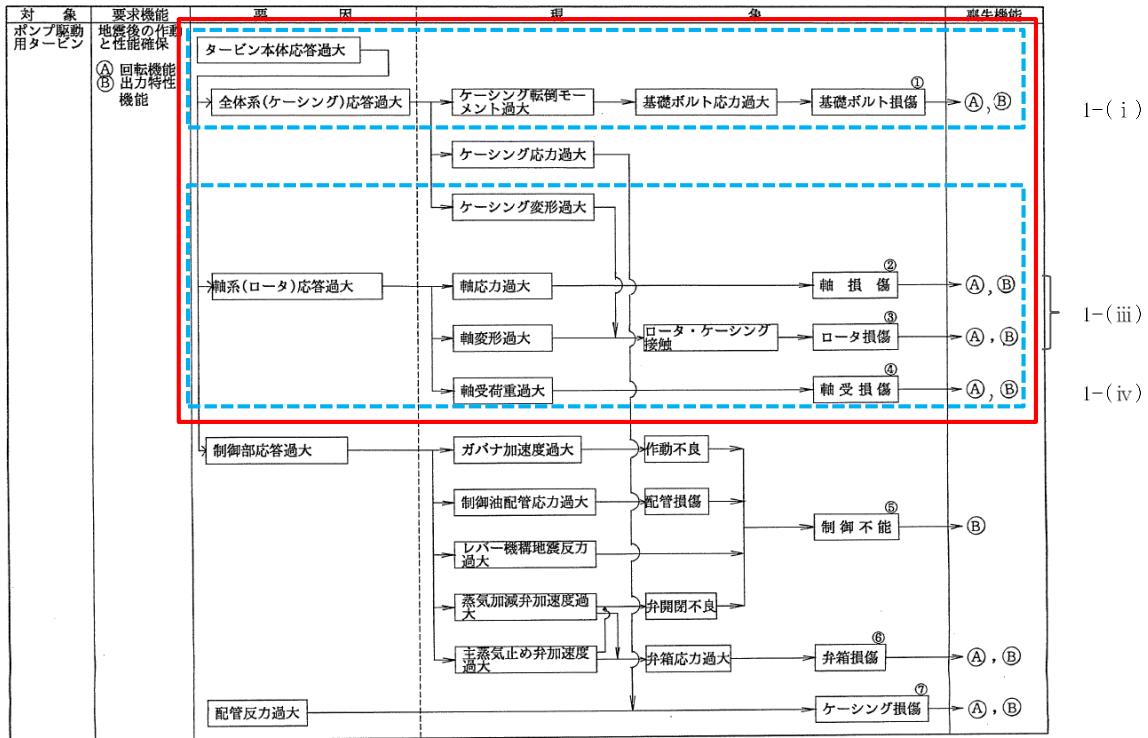 対 象 要求機能 要 因 現 象 喪失機能
ポンプ駆動
用タービン
地震後の作動
と性能確保
Ⓐ 回転機能
Ⓑ 出力特性
機能
タービン本体応答過大
全体系(ケーシング)応答過大
ケーシング転倒モー
メント過大
基礎ボルト応力過大
①
基礎ボルト損傷
Ⓐ, Ⓑ
1-(ⅰ)
ケーシング応力過大
ケーシング変形過大
軸系(ロータ)応答過大
軸応力過大
②
軸 損 傷
Ⓐ, Ⓑ
軸変形過大
ロータ・ケーシング
接触
③
ロータ損傷
Ⓐ, Ⓑ
1-(ⅲ)
軸受荷重過大
④
軸受損傷
Ⓐ, Ⓑ
1-(ⅳ)
制御部応答過大
ガバナ加速度過大
作動不良
制御油配管応力過大
配管損傷
⑤
制御不能
Ⓑ
レバー機構地震反力
過大
蒸気加減弁加速度過
大
弁開閉不良
主蒸気止め弁加速度
過大
弁箱応力過大
⑥
弁箱損傷
Ⓐ, Ⓑ
配管反力過大
⑦
ケーシング損傷
Ⓐ, Ⓑ